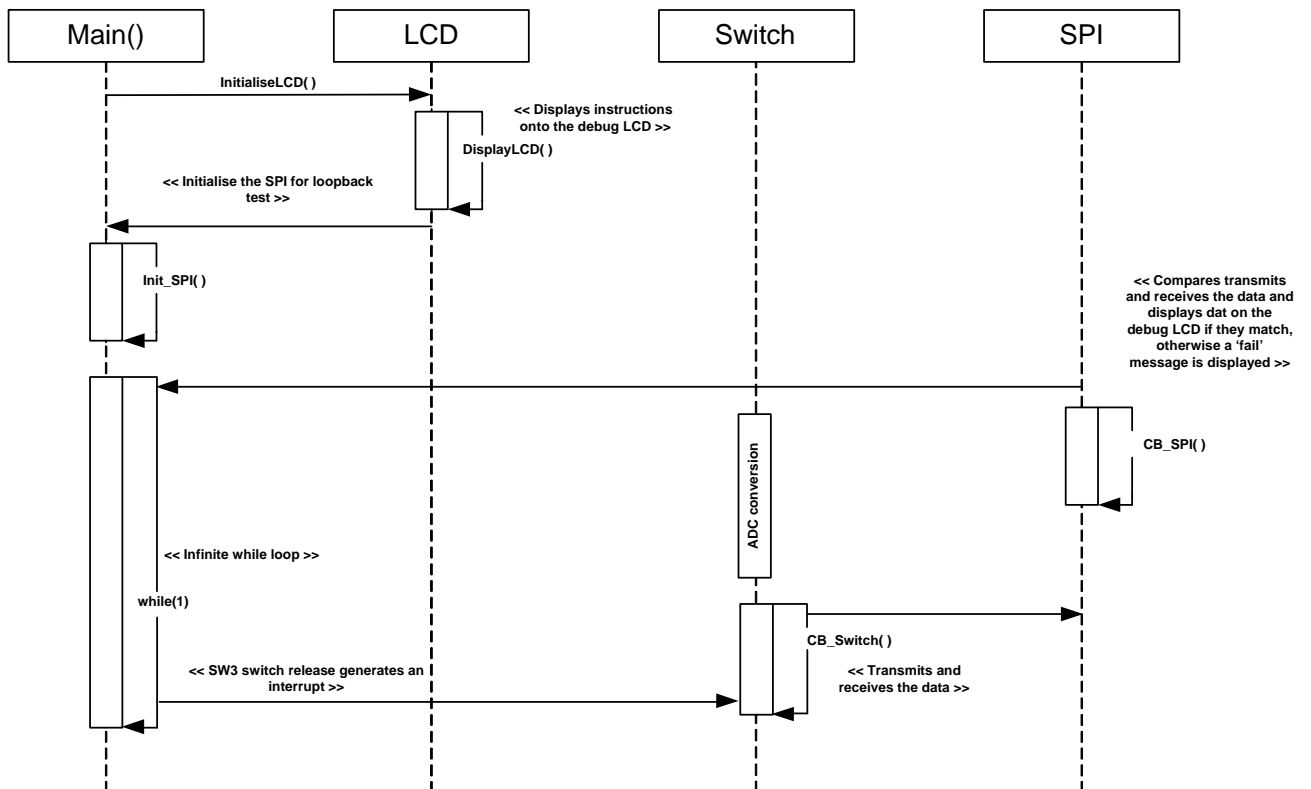 Main()
LCD
Switch
SPI
InitialiseLCD( )
<< Displays instructions
onto the debug LCD >>
DisplayLCD( )
<< Initialise the SPI for loopback
test >>
Init_SPI( )
<< Compares transmits
and receives the data and
displays dat on the
debug LCD if they match,
otherwise a ‘fail’
message is displayed >>
CB_SPI( )
ADC conversion
<< Infinite while loop >>
while(1)
CB_Switch( )
<< SW3 switch release generates an
interrupt >>
<< Transmits and
receives the data >>